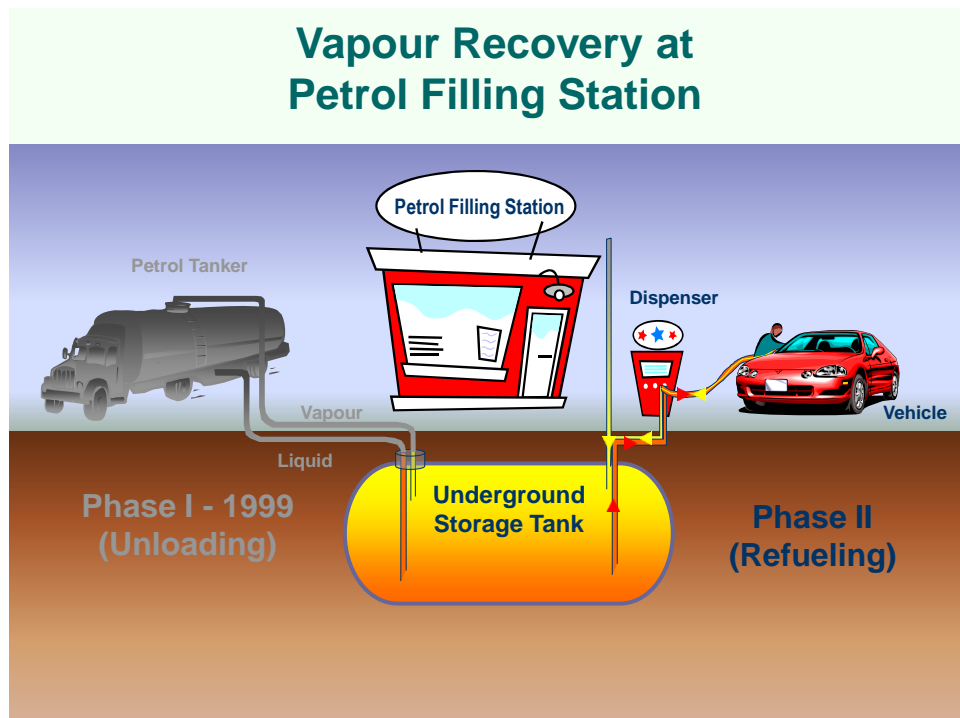 Vapour Recovery at
Petrol Filling Station
Petrol Filling Station
Petrol Tanker
Dispenser
Vapour
Vehicle
Liquid
Underground
Storage Tank
Phase I - 1999
(Unloading)
Phase II
(Refueling)